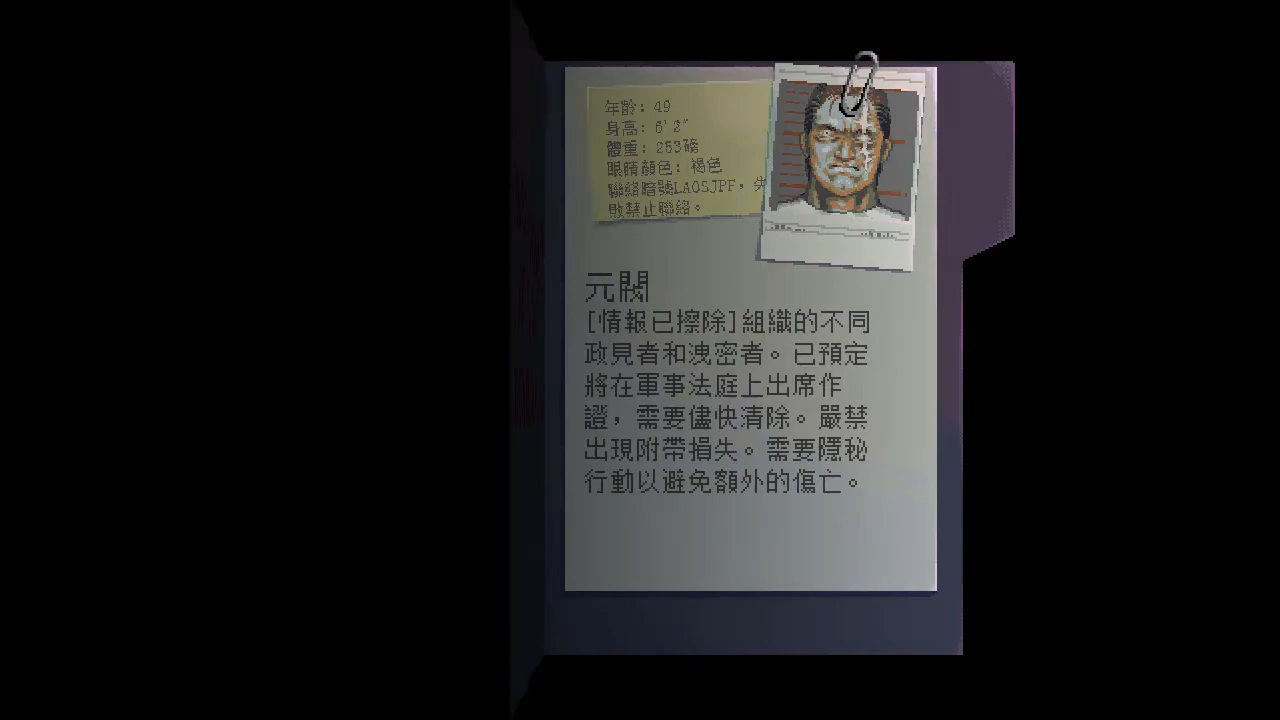 年齡: 49
身高: 6' 2"
體重: 253磅
眼睛顏色: 褐色
聯絡暗號LAOSJPF，失
敗禁止聯絡。
元閥
[情報已擦除]組織的不同
政見者和洩密者。已預定
將在軍事法庭上出席作
證，需要儘快清除。嚴禁
出現附帶損失。需要隱秘
行動以避免額外的傷亡。